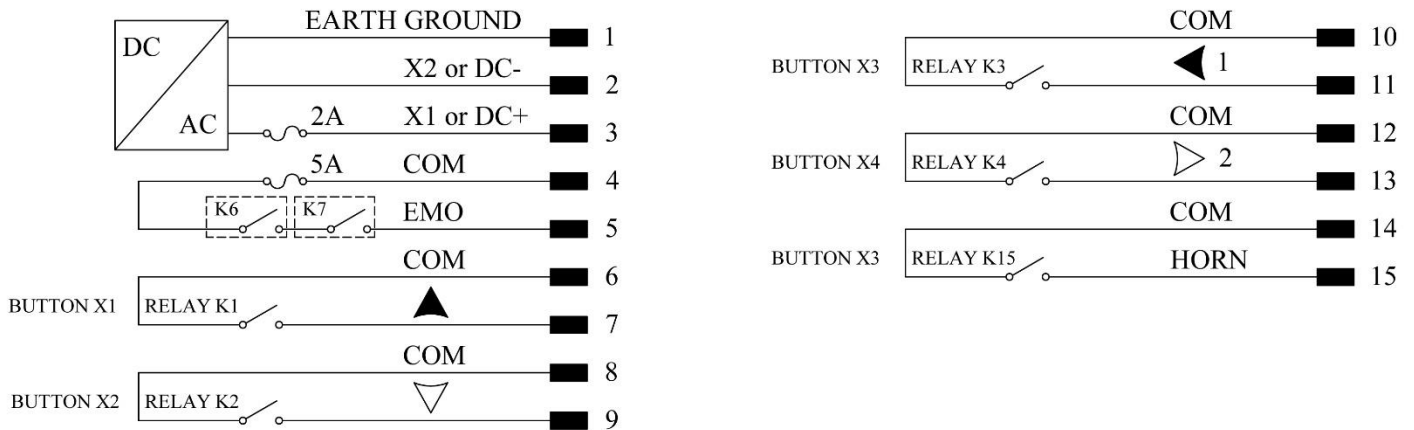 EARTH GROUND 1
DC
X2 or DC- 2
AC 2A X1 or DC+ 3
5A COM 4
K6 K7 EMO 5
COM 6
BUTTON X1 RELAY K1 7
COM 8
BUTTON X2 RELAY K2 9
COM 10
BUTTON X3 RELAY K3 1 11
COM 12
BUTTON X4 RELAY K4 2 13
COM 14
BUTTON X3 RELAY K15 HORN 15